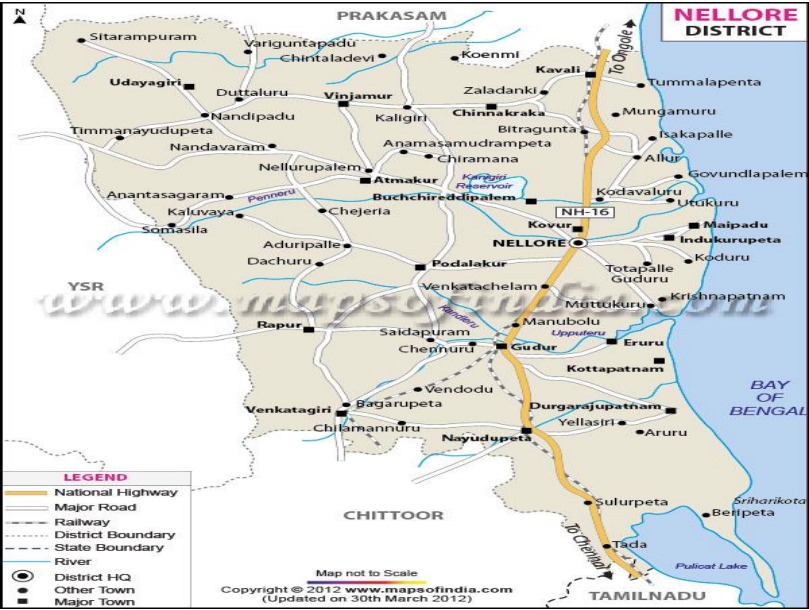 N
PRAKASAM
NELLORE
DISTRICT
To Ongole
Sitarampuram
Variguntapadu
Chintaladevi
Koenmi
Kavali
Udayagiri
Duttaluru
Vinjamur
Zaladanki
Tummalapenta
Nandipadu
Kaligiri
Chinnakraka
Mungamuru
Timmanayudupeta
Bitragunta
Isakapalle
Nandavaram
Anamasamudrampeta
Chiramana
Allur
Nellurupalem
Atmakur
Kanigiri
Reservoir
Govundlapalem
Anantasagaram
Penneru
Buchchireddipalem
Kodavaluru
Utukuru
Kaluvaya
Chejeria
NH-16
Somasila
Kovur
Maipadu
NELLORE
Indukurupeta
Aduripalle
Dachuru
Podalakur
Totapalle
Guduru
Koduru
YSR
Venkatachelam
Muttukuru
Krishnapatnam
www.mapsofindia.com
Rapur
Kandleru
Manubolu
Saidapuram
Upputeru
Chennuru
Gudur
Eruru
Kottapatnam
Vendodu
BAY
OF
BENGAL
Bagarupeta
Venkatagiri
Durgarajupatnam
Chilamannuru
Yellasiri
Nayudupeta
Aruru
LEGEND
National Highway
Major Road
Railway
District Boundary
State Boundary
River
District HQ
Other Town
Major Town
CHITTOOR
Sulurpeta
Sriharikota
Beripeta
To Chennai
Tada
Pulicat Lake
Map not to Scale
Copyright © 2012 www.mapsofindia.com
(Updated on 30th March 2012)
TAMILNADU